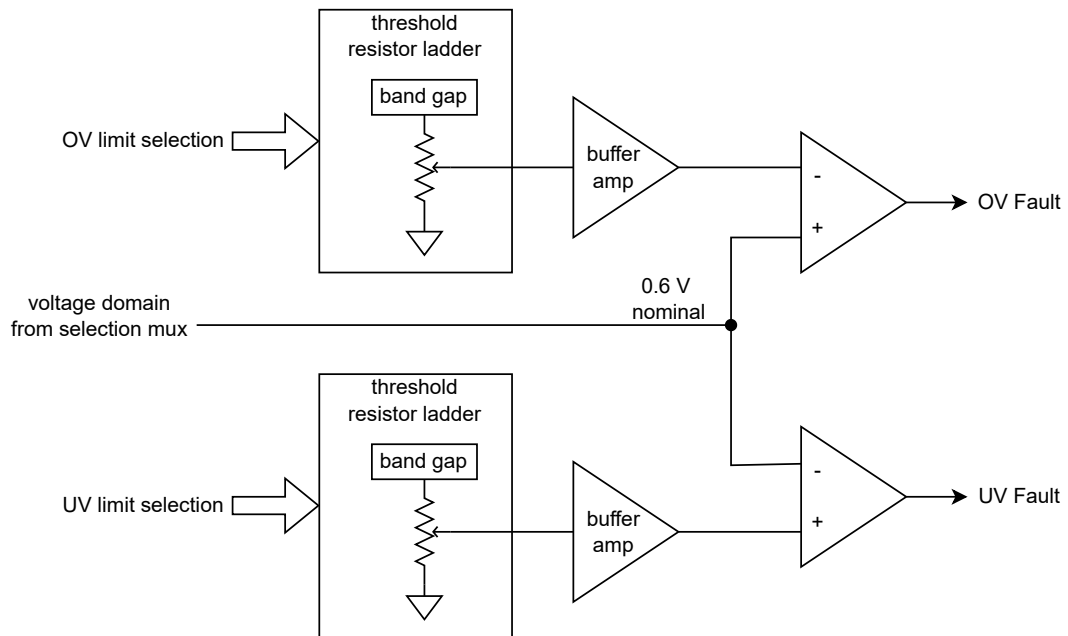 threshold
resistor ladder
band gap
OV limit selection
buffer
amp
-
+
OV Fault
0.6 V
nominal
voltage domain
from selection mux
threshold
resistor ladder
band gap
UV limit selection
buffer
amp
-
+
UV Fault